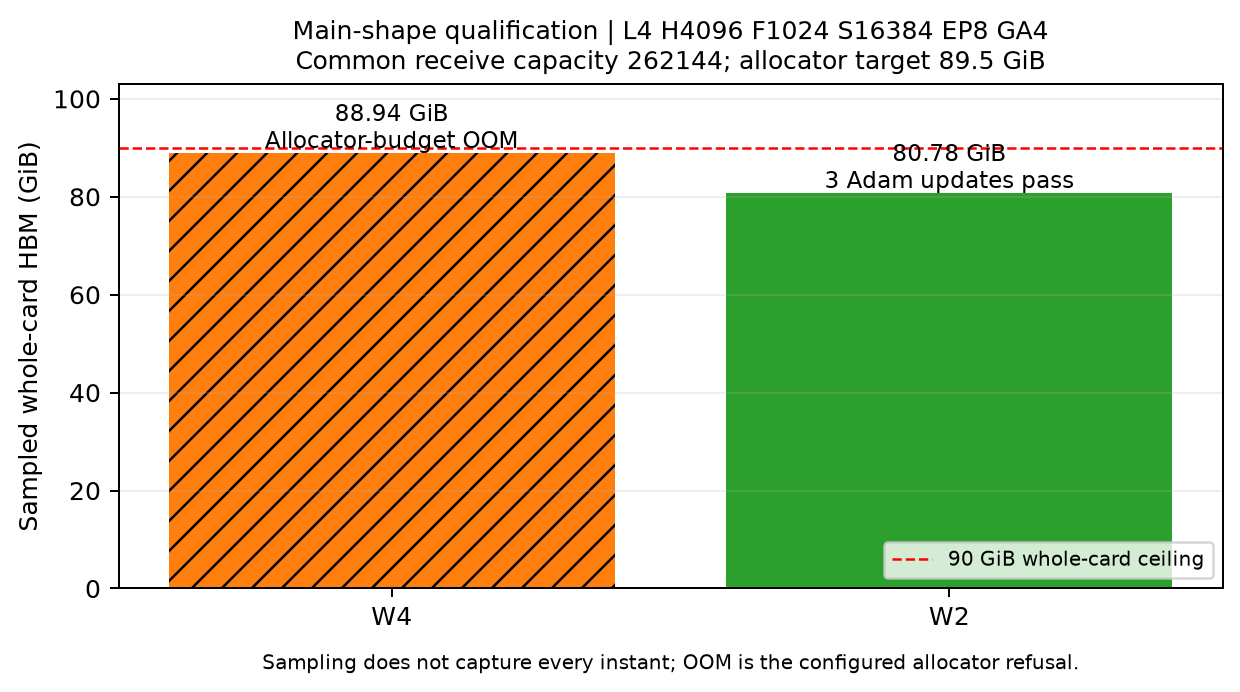 Main-shape qualification | L4 H4096 F1024 S16384 EP8 GA4
Common receive capacity 262144; allocator target 89.5 GiB
Sampled whole-card HBM (GiB)
100
80
60
40
20
0
88.94 GiB
Allocator-budget OOM
80.78 GiB
3 Adam updates pass
90 GiB whole-card ceiling
W4
W2
Sampling does not capture every instant; OOM is the configured allocator refusal.